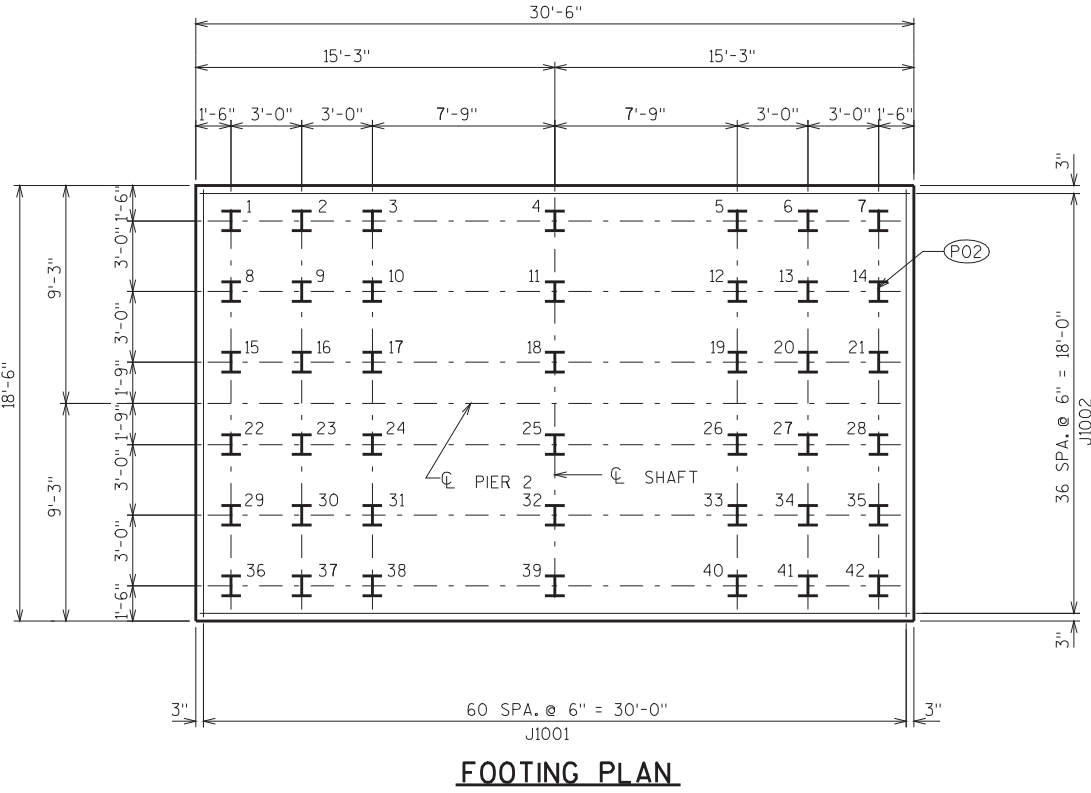 30'-6"
15'-3" 15'-3"
1'-6" 3'-0" 3'-0" 7'-9" 7'-9" 3'-0" 3'-0" 1'-6"
3"
1'-6"
1 2 3 4 5 6 7
3'-0"
P02
9'-3"
8 9 10 11 12 13 14
3'-0"
15 16 17 18 19 20 21
1'-9"
18'-6"
36 SPA. @ 6" = 18'-0"
J1002
1'-9"
22 23 24 25 26 27 28
℄ PIER 2
℄ SHAFT
3'-0"
9'-3"
29 30 31 32 33 34 35
3'-0"
36 37 38 39 40 41 42
1'-6"
3"
3" 60 SPA. @ 6" = 30'-0" 3"
J1001
FOOTING PLAN